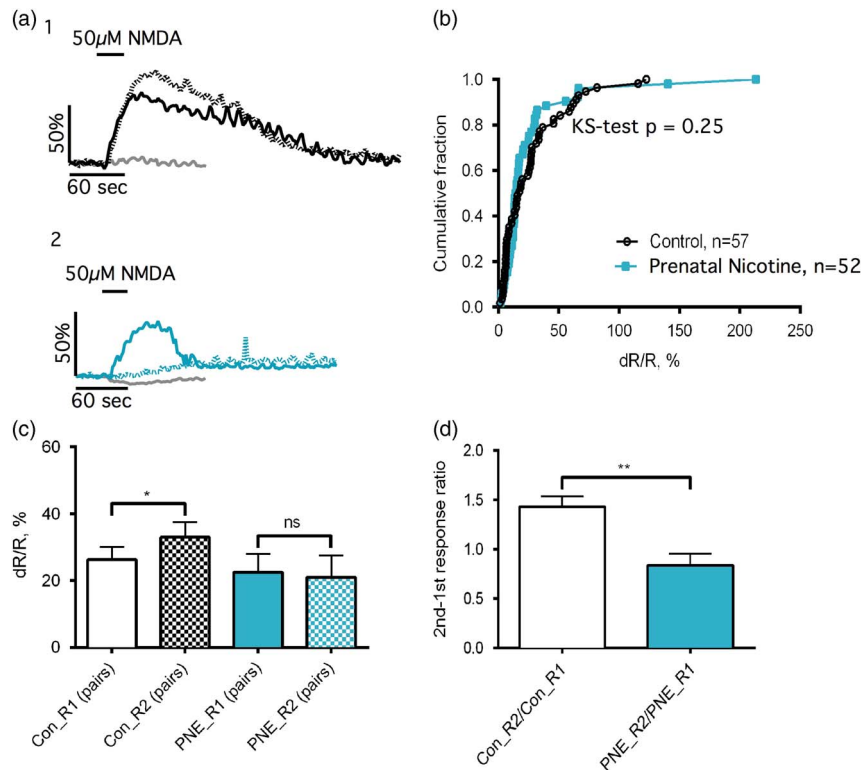 (a)
1
50µM NMDA
50%
60 sec
2
50µM NMDA
50%
60 sec
(b)
Cumulative fraction
1.0
0.8
0.6
0.4
0.2
0.0
KS-test p = 0.25
Control, n=57
Prenatal Nicotine, n=52
0 50 100 150 200 250
dR/R, %
(c)
dR/R, %
60
40
20
0
*
ns
Con_R1 (pairs)
Con_R2 (pairs)
PNE_R1 (pairs)
PNE_R2 (pairs)
(d)
2nd-1st response ratio
2.0
1.5
1.0
0.5
0.0
**
Con_R2/Con_R1
PNE_R2/PNE_R1